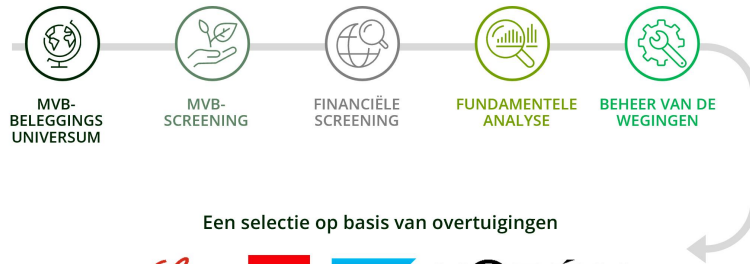 MVB-
BELEGGINGS
UNIVERSUM
MVB-
SCREENING
FINANCIËLE
SCREENING
FUNDAMENTELE
ANALYSE
BEHEER VAN DE
WEGINGEN
Een selectie op basis van overtuigingen